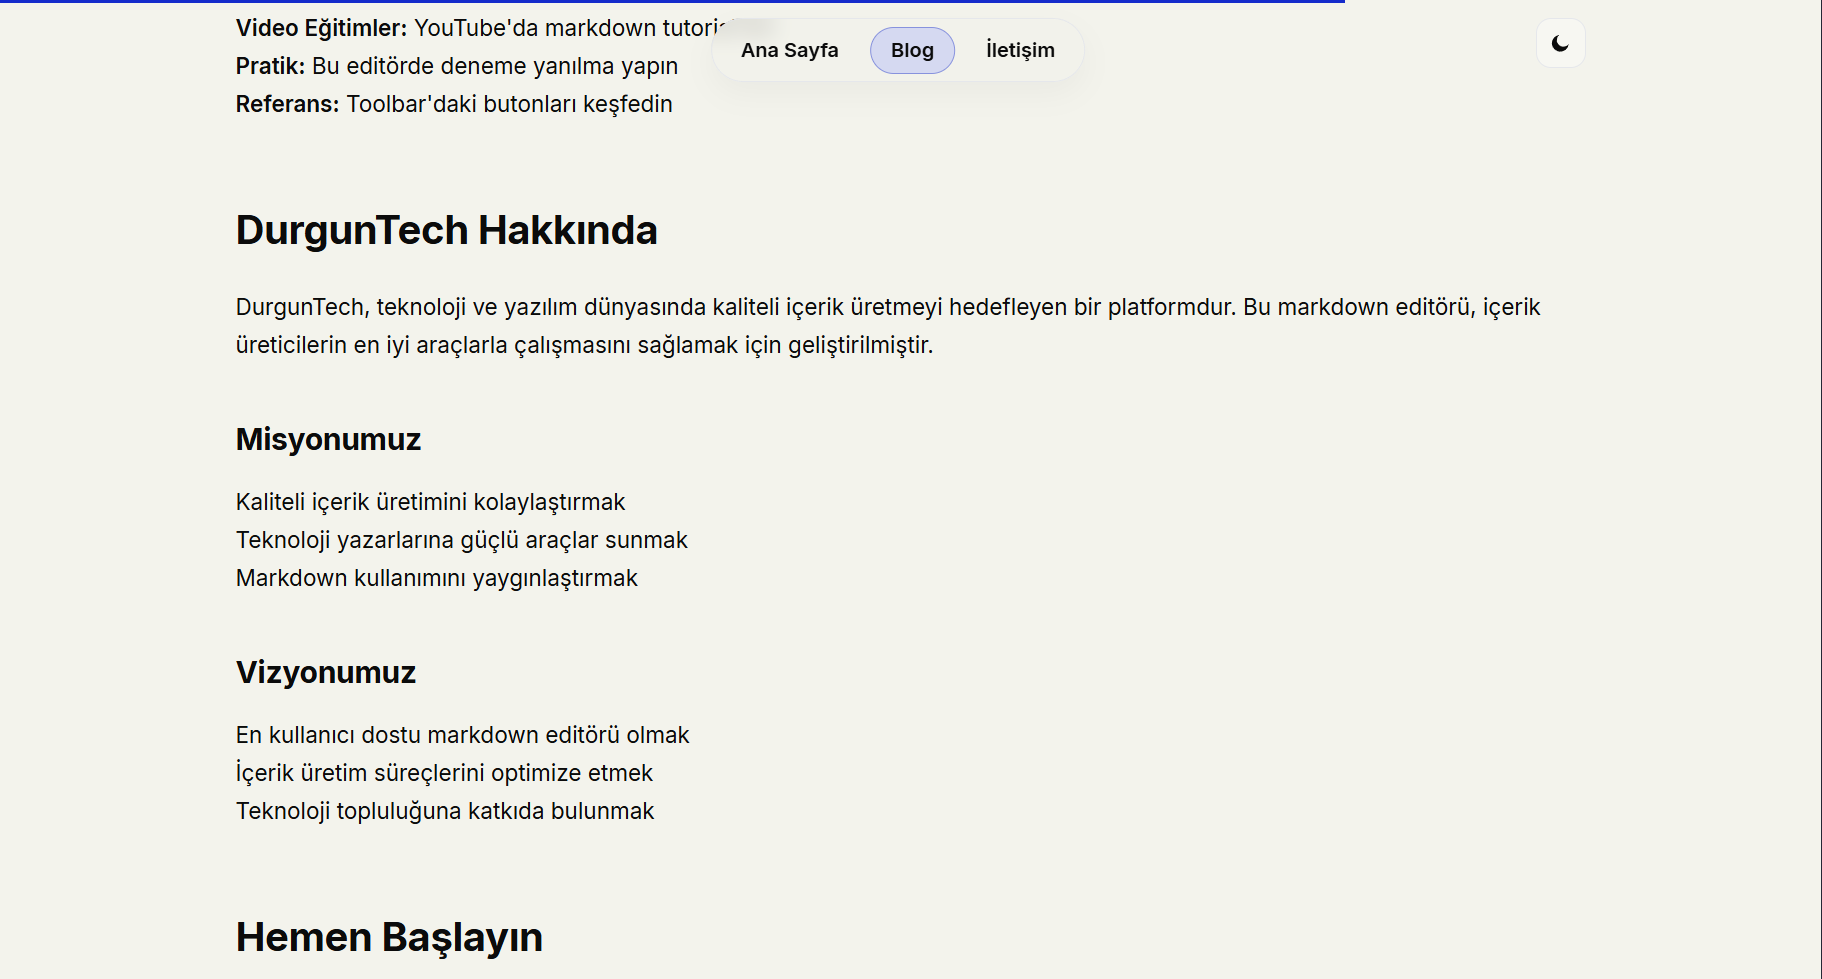 Video Eğitimler: YouTube'da markdown
Pratik: Bu editörde deneme yanılma yapın
Referans: Toolbar'daki butonları keşfedin
Ana Sayfa
Blog
İletişim
DurgunTech Hakkında
DurgunTech, teknoloji ve yazılım dünyasında kaliteli içerik üretmeyi hedefleyen bir platformdur. Bu markdown editörü, içerik
üreticilerin en iyi araçlarla çalışmasını sağlamak için geliştirilmiştir.
Misyonumuz
Kaliteli içerik üretimini kolaylaştırmak
Teknoloji yazarlarına güçlü araçlar sunmak
Markdown kullanımını yaygınlaştırmak
Vizyonumuz
En kullanıcı dostu markdown editörü olmak
İçerik üretim süreçlerini optimize etmek
Teknoloji topluluğuna katkıda bulunmak
Hemen Başlayın